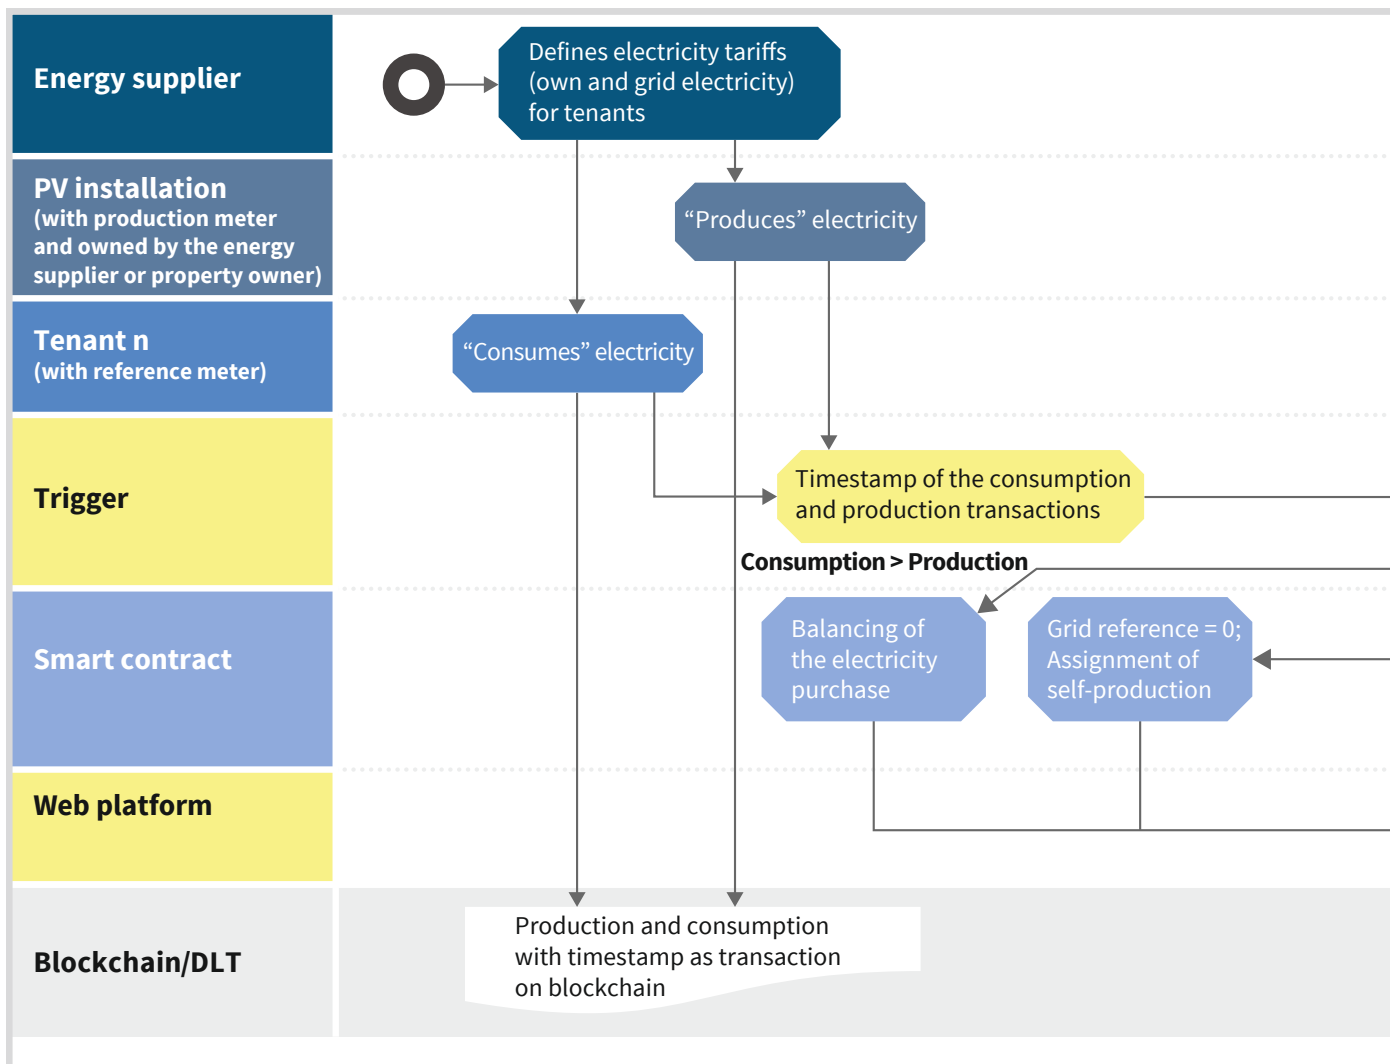 Energy supplier
Defines electricity tariffs
(own and grid electricity)
for tenants
PV installation
(with production meter
and owned by the energy
supplier or property owner)
“Produces” electricity
Tenant n
(with reference meter)
“Consumes” electricity
Trigger
Timestamp of the consumption
and production transactions
Consumption > Production
Smart contract
Balancing of
the electricity
purchase
Grid reference = 0;
Assignment of
self-production
Web platform
Blockchain/DLT
Production and consumption
with timestamp as transaction
on blockchain